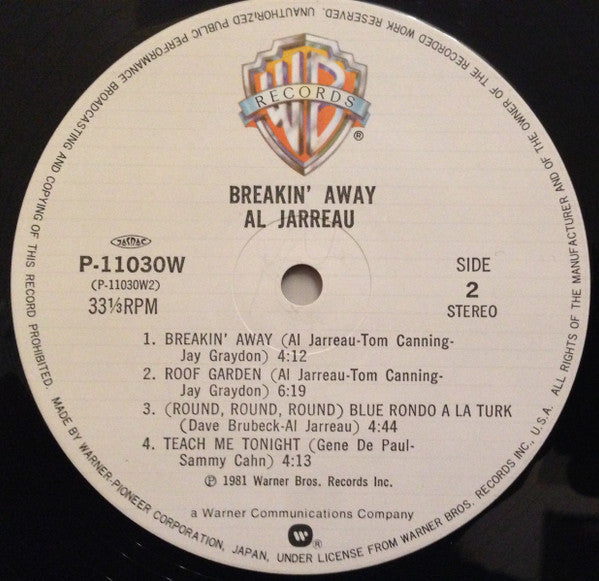 WB
RECORDS
®
BREAKIN' AWAY
AL JARREAU
JASRAC
P-11030W
(P-11030W2)
33⅓RPM
SIDE
2
STEREO
1. BREAKIN' AWAY (Al Jarreau-Tom Canning-
Jay Graydon) 4:12
2. ROOF GARDEN (Al Jarreau-Tom Canning-
Jay Graydon) 6:19
3. (ROUND, ROUND, ROUND) BLUE RONDO A LA TURK
(Dave Brubeck-Al Jarreau) 4:44
4. TEACH ME TONIGHT (Gene De Paul-
Sammy Cahn) 4:13
℗ 1981 Warner Bros. Records Inc.
a Warner Communications Company
®
MADE BY WARNER-PIONEER CORPORATION, JAPAN, UNDER LICENSE FROM WARNER BROS. RECORDS INC., U.S.A. ALL RIGHTS OF THE MANUFACTURER AND OF THE OWNER OF THE RECORDED WORK RESERVED. UNAUTHORIZED PUBLIC PERFORMANCE BROADCASTING AND COPYING OF THIS RECORD PROHIBITED.